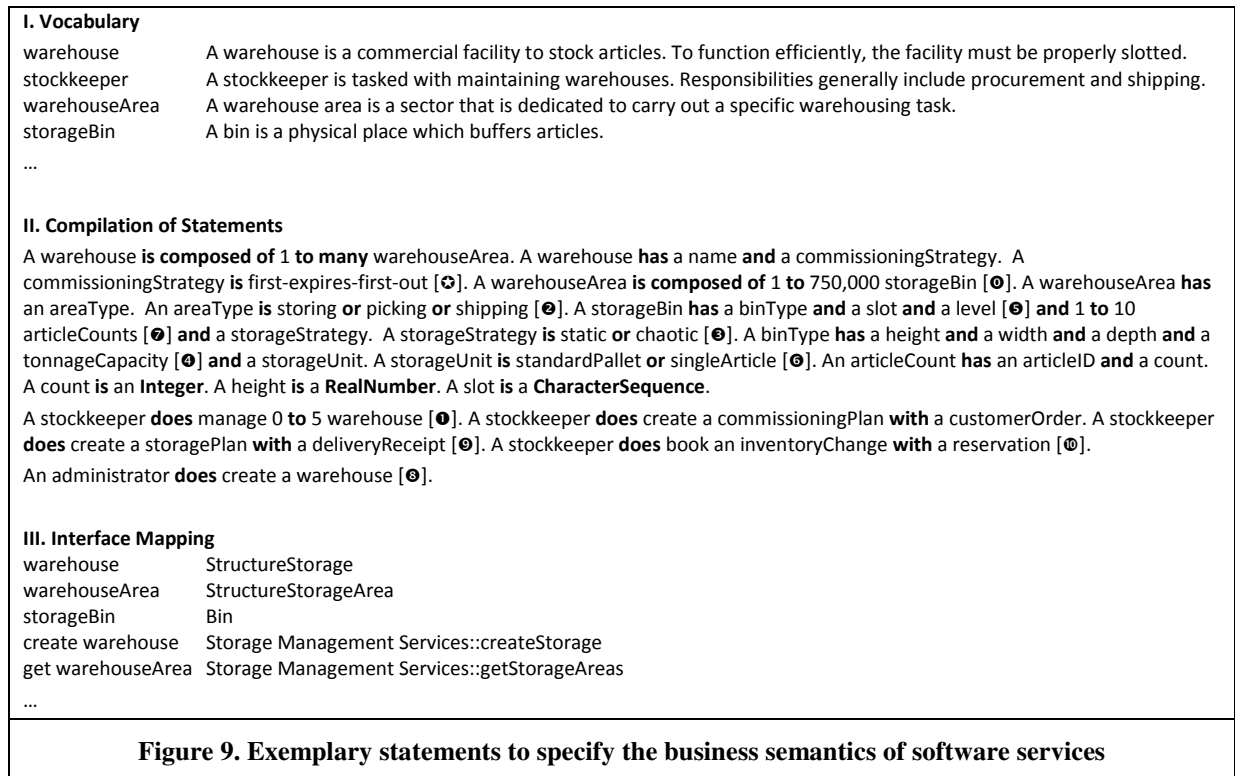 I. Vocabulary
warehouse A warehouse is a commercial facility to stock articles. To function efficiently, the facility must be properly slotted.
stockkeeper A stockkeeper is tasked with maintaining warehouses. Responsibilities generally include procurement and shipping.
warehouseArea A warehouse area is a sector that is dedicated to carry out a specific warehousing task.
storageBin A bin is a physical place which buffers articles.
...
II. Compilation of Statements
A warehouse is composed of 1 to many warehouseArea. A warehouse has a name and a commissioningStrategy. A
commissioningStrategy is first-expires-first-out [✪]. A warehouseArea is composed of 1 to 750,000 storageBin [⓿]. A warehouseArea has
an areaType. An areaType is storing or picking or shipping [❷]. A storageBin has a binType and a slot and a level [❺] and 1 to 10
articleCounts [❼] and a storageStrategy. A storageStrategy is static or chaotic [❸]. A binType has a height and a width and a depth and a
tonnageCapacity [❹] and a storageUnit. A storageUnit is standardPallet or singleArticle [❻]. An articleCount has an articleID and a count.
A count is an Integer. A height is a RealNumber. A slot is a CharacterSequence.
A stockkeeper does manage 0 to 5 warehouse [❶]. A stockkeeper does create a commissioningPlan with a customerOrder. A stockkeeper
does create a storagePlan with a deliveryReceipt [❾]. A stockkeeper does book an inventoryChange with a reservation [❿].
An administrator does create a warehouse [❽].
III. Interface Mapping
warehouse StructureStorage
warehouseArea StructureStorageArea
storageBin Bin
create warehouse Storage Management Services::createStorage
get warehouseArea Storage Management Services::getStorageAreas
...
Figure 9. Exemplary statements to specify the business semantics of software services